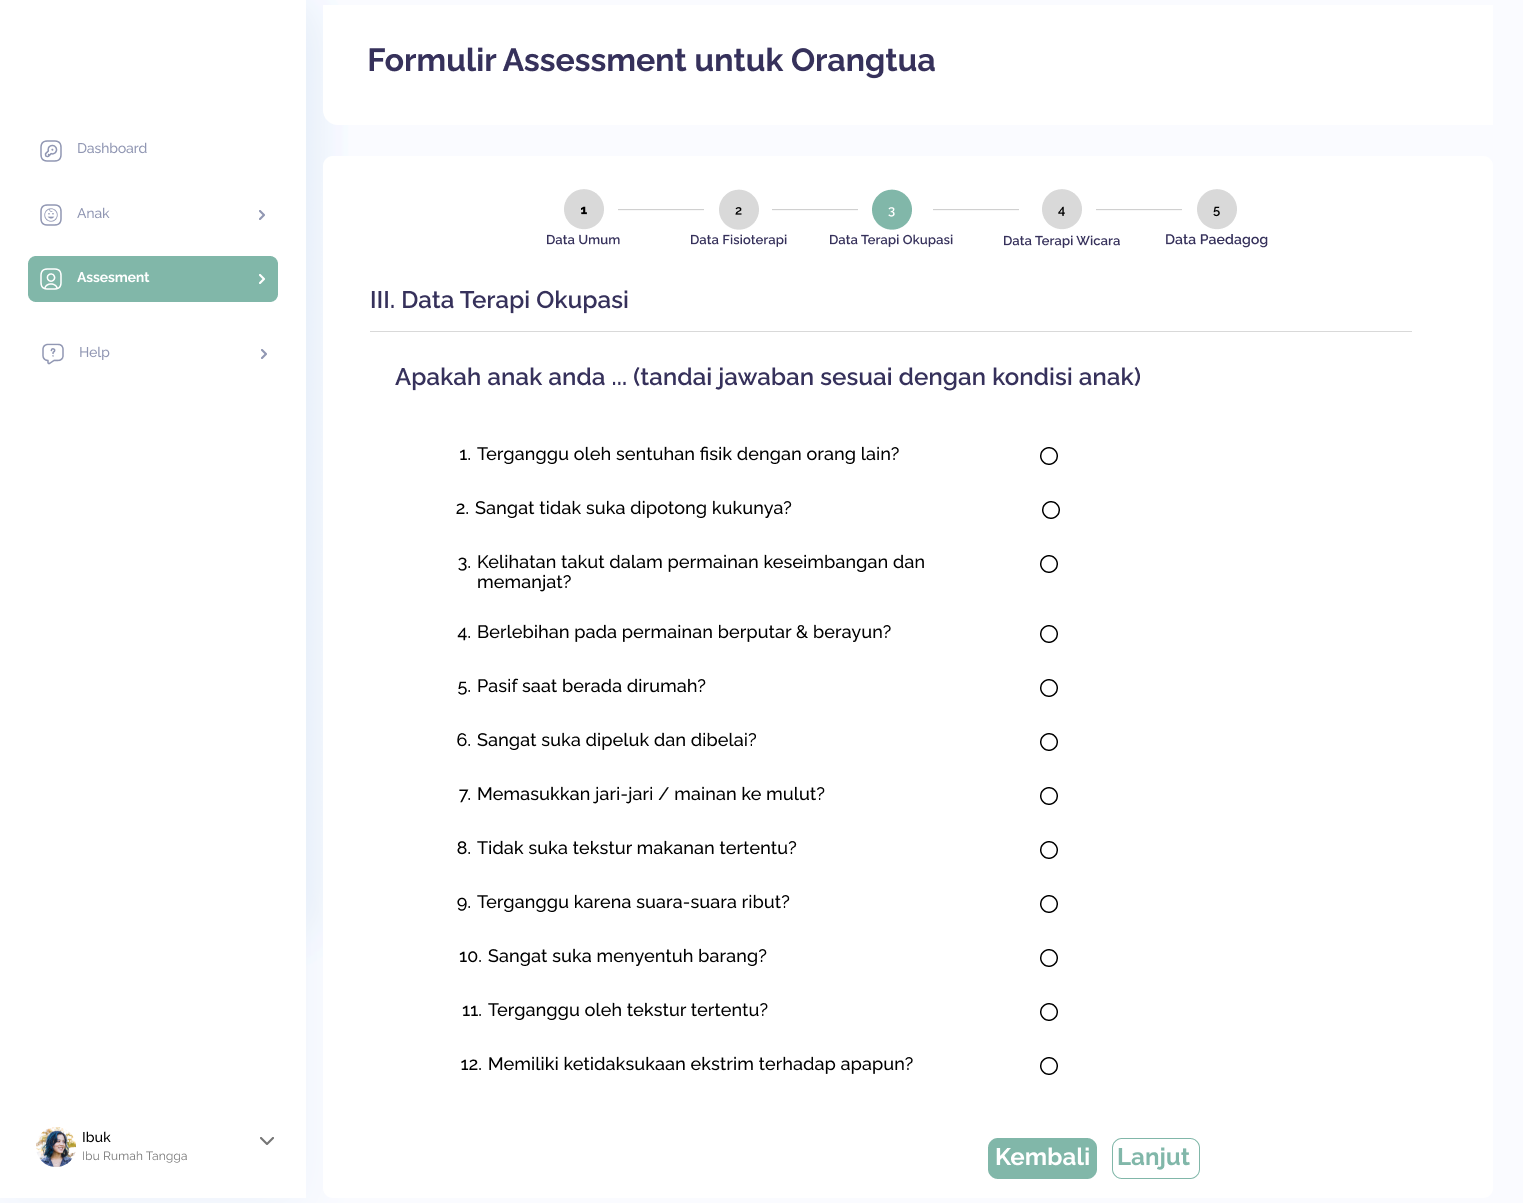 Formulir Assessment untuk Orangtua
Dashboard
Anak
Assesment
Help
1
2
3
4
5
Data Umum
Data Fisioterapi
Data Terapi Okupasi
Data Terapi Wicara
Data Paedagog
III. Data Terapi Okupasi
Apakah anak anda ... (tandai jawaban sesuai dengan kondisi anak)
1. Terganggu oleh sentuhan fisik dengan orang lain?
2. Sangat tidak suka dipotong kukunya?
3. Kelihatan takut dalam permainan keseimbangan dan
memanjat?
4. Berlebihan pada permainan berputar & berayun?
5. Pasif saat berada dirumah?
6. Sangat suka dipeluk dan dibelai?
7. Memasukkan jari-jari / mainan ke mulut?
8. Tidak suka tekstur makanan tertentu?
9. Terganggu karena suara-suara ribut?
10. Sangat suka menyentuh barang?
11. Terganggu oleh tekstur tertentu?
12. Memiliki ketidaksukaan ekstrim terhadap apapun?
Ibuk
Ibu Rumah Tangga
Kembali
Lanjut